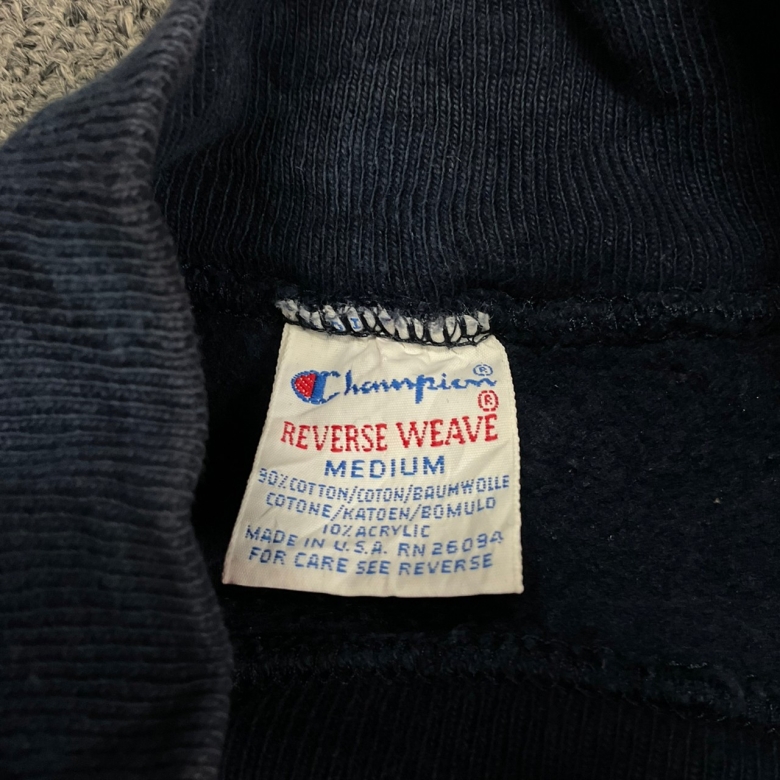 Champion®
®
REVERSE WEAVE
MEDIUM
90% COTTON/COTON/BAUMWOLLE
COTONE/KATOEN/BOMULD
10% ACRYLIC
MADE IN U.S.A. RN 26094
FOR CARE SEE REVERSE